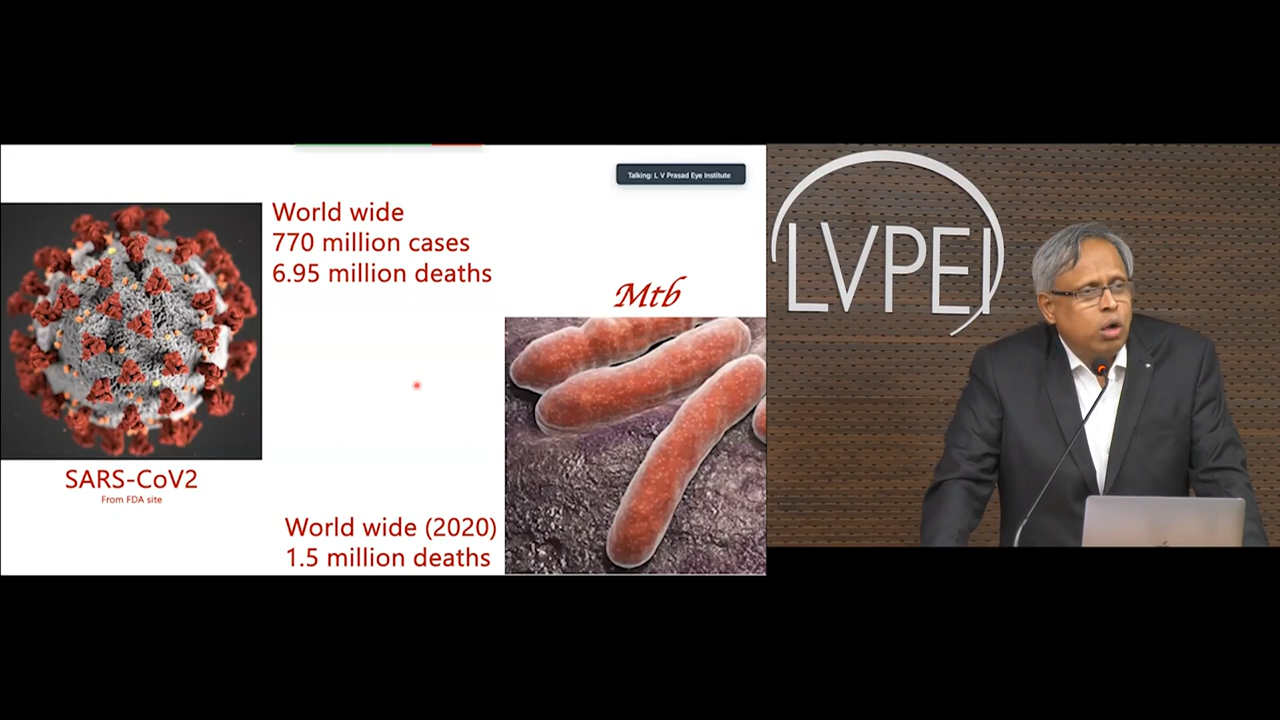 Talking: L V Prasad Eye Institute
World wide
770 million cases
6.95 million deaths
Mtb
SARS-CoV2
From FDA site
World wide (2020)
1.5 million deaths
LVPEI